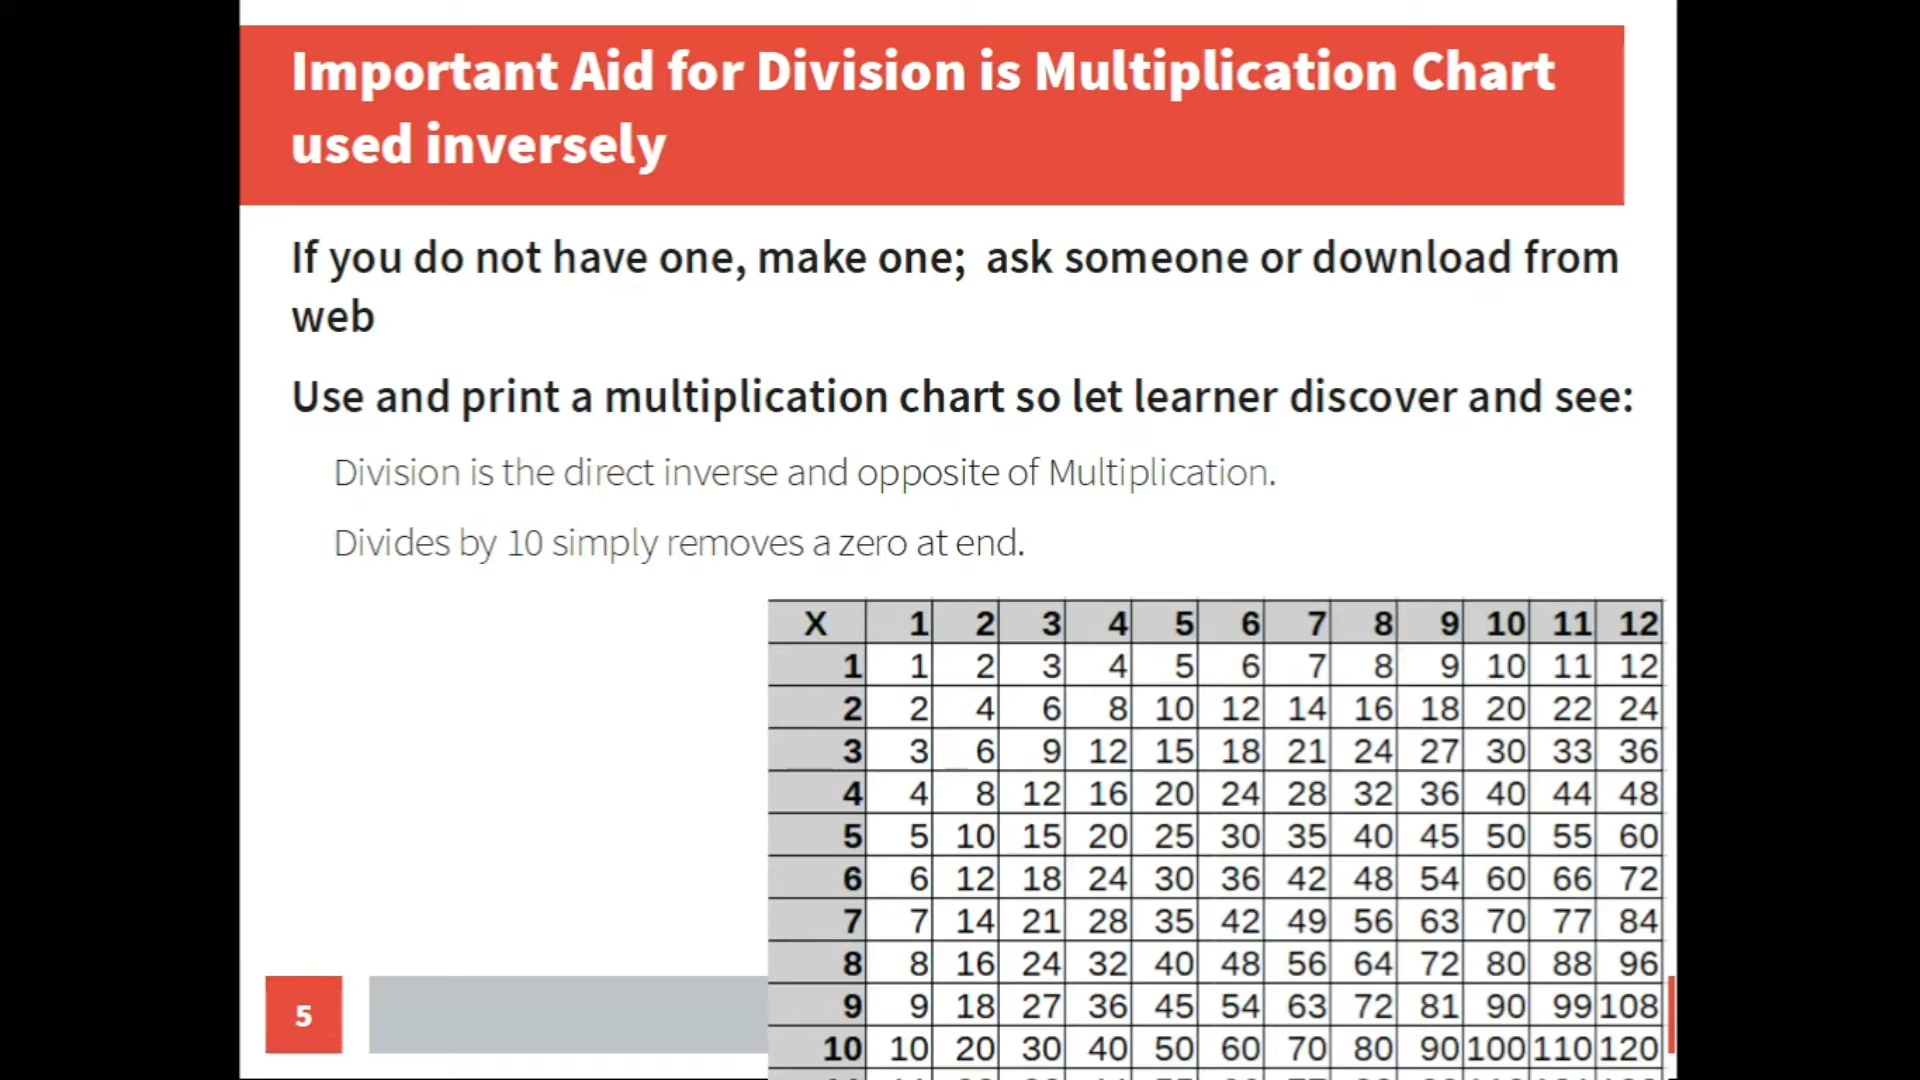 Important Aid for Division is Multiplication Chart
used inversely
If you do not have one, make one;  ask someone or download from
web
Use and print a multiplication chart so let learner discover and see:
Division is the direct inverse and opposite of Multiplication.
Divides by 10 simply removes a zero at end.
X 1 2 3 4 5 6 7 8 9 10 11 12
1 1 2 3 4 5 6 7 8 9 10 11 12
2 2 4 6 8 10 12 14 16 18 20 22 24
3 3 6 9 12 15 18 21 24 27 30 33 36
4 4 8 12 16 20 24 28 32 36 40 44 48
5 5 10 15 20 25 30 35 40 45 50 55 60
6 6 12 18 24 30 36 42 48 54 60 66 72
7 7 14 21 28 35 42 49 56 63 70 77 84
8 8 16 24 32 40 48 56 64 72 80 88 96
9 9 18 27 36 45 54 63 72 81 90 99 108
10 10 20 30 40 50 60 70 80 90 100 110 120
5